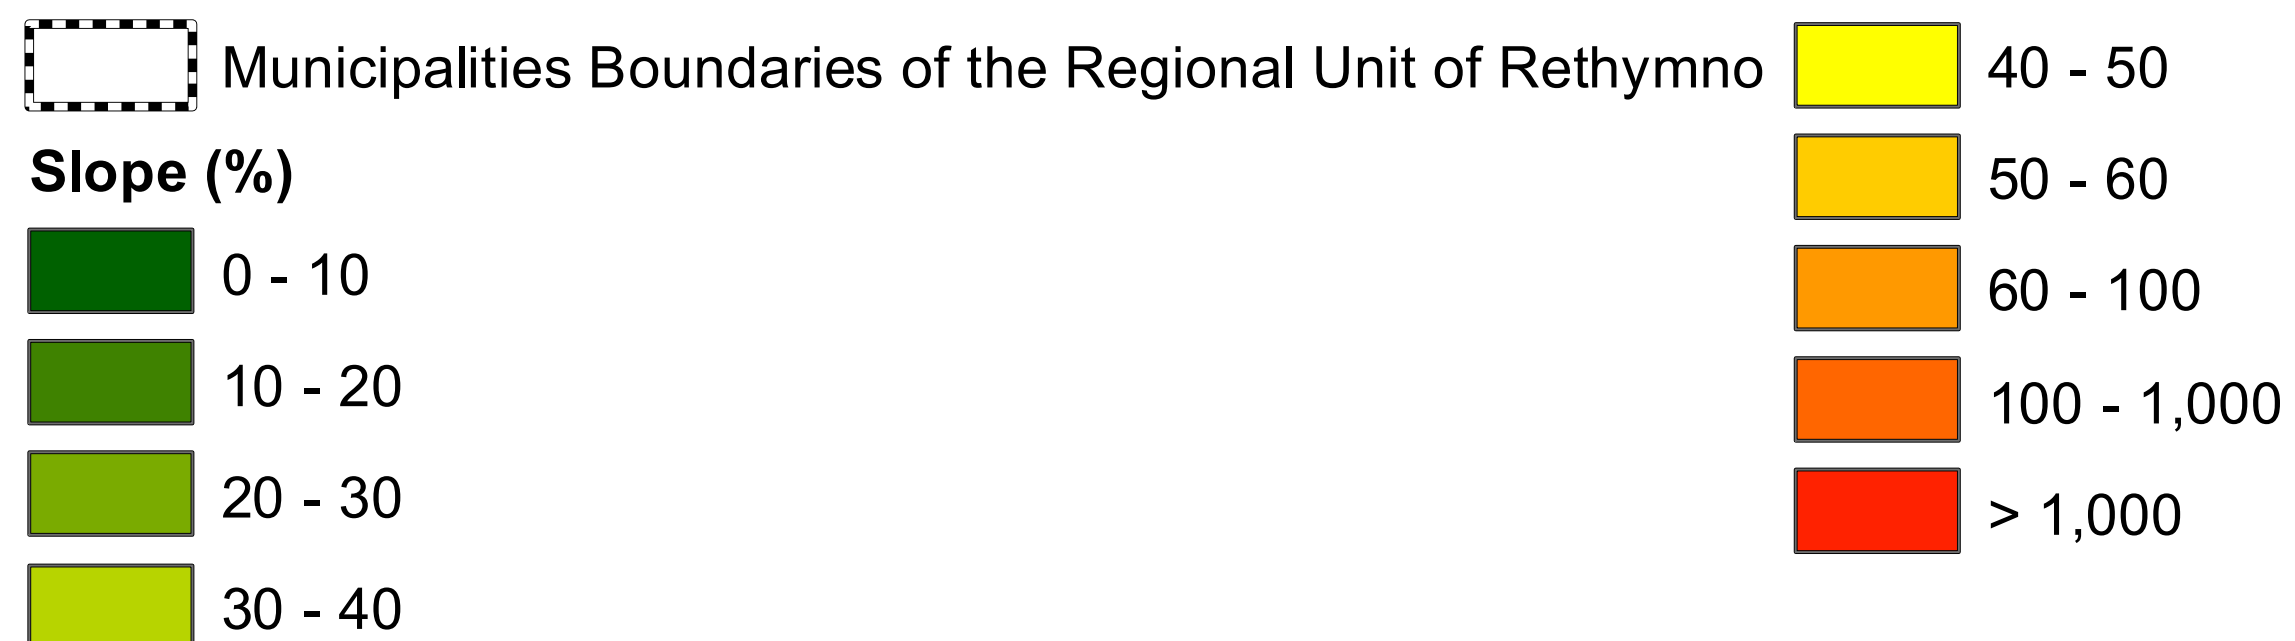 Municipalities Boundaries of the Regional Unit of Rethymno
Slope (%)
0 - 10
10 - 20
20 - 30
30 - 40
40 - 50
50 - 60
60 - 100
100 - 1,000
> 1,000